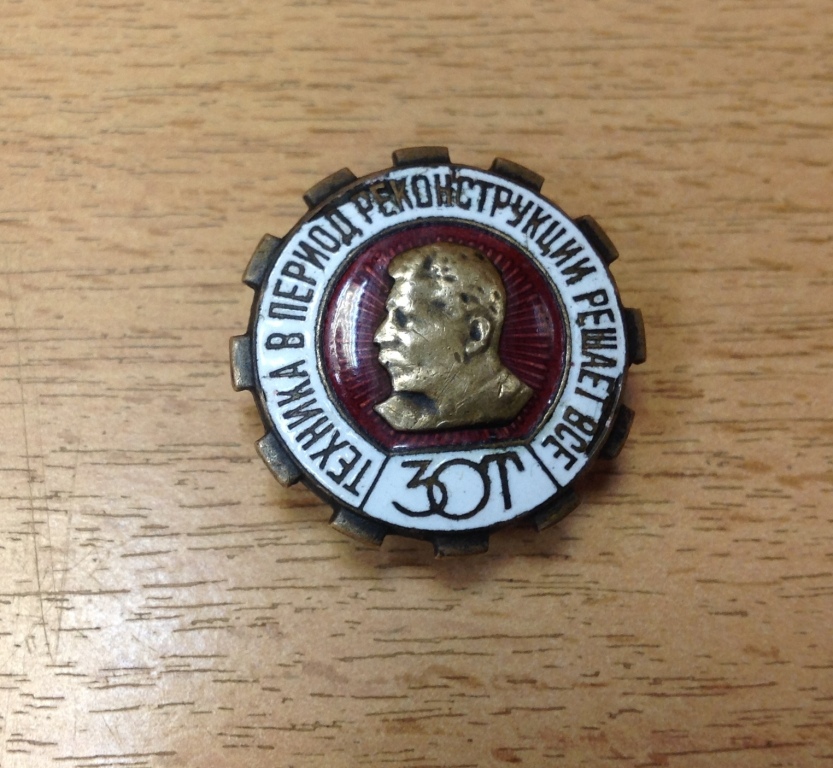 ТЕХНИКА В ПЕРИОД РЕКОНСТРУКЦИИ РЕШАЕТ ВСЕ
ЗОТ